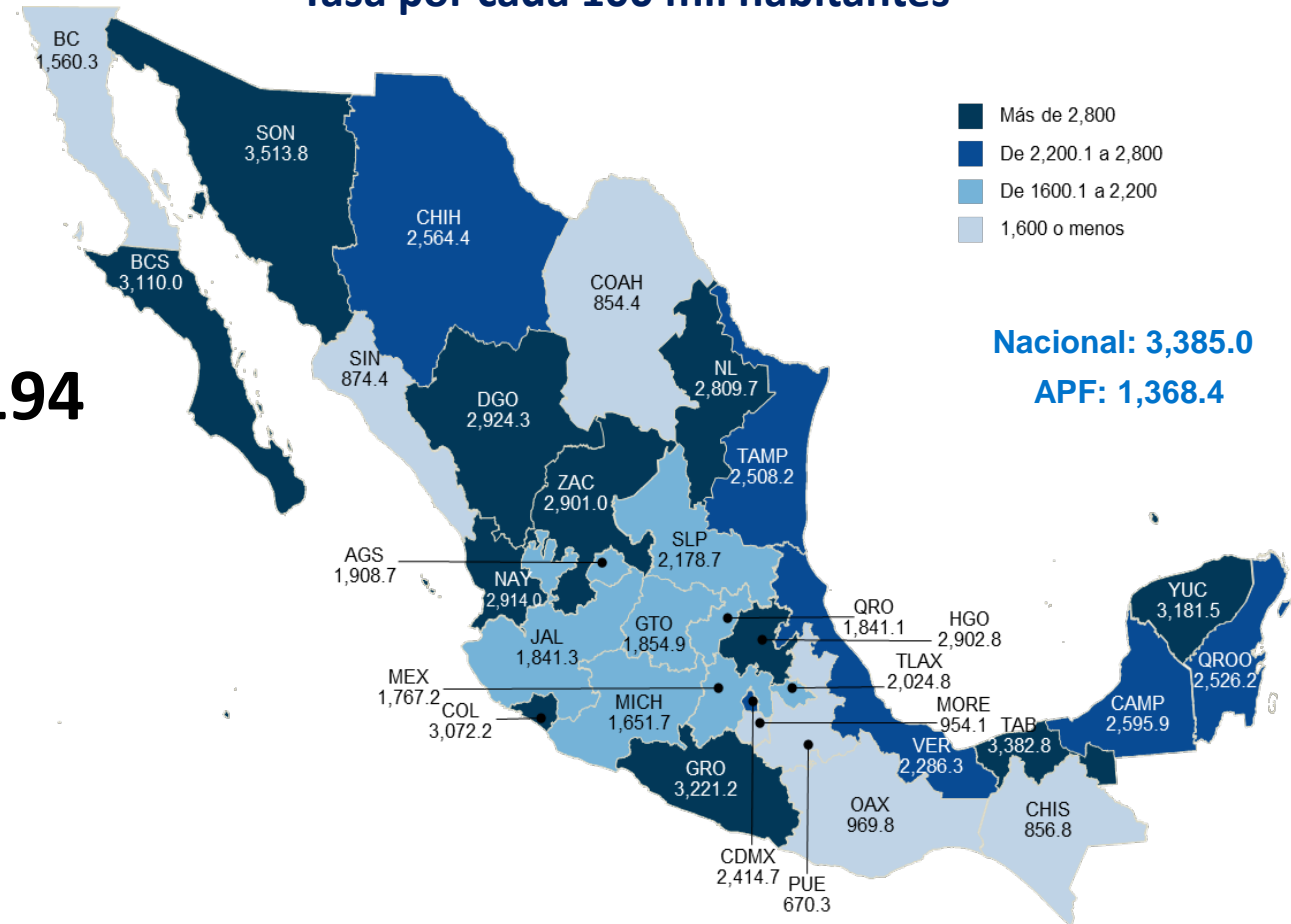 Tasa por cada 100 mil habitantes
BC
1,560.3
SON
3,513.8
Más de 2,800
De 2,200.1 a 2,800
De 1600.1 a 2,200
1,600 o menos
CHIH
2,564.4
BCS
3,110.0
COAH
854.4
Nacional: 3,385.0
APF: 1,368.4
SIN
874.4
NL
2,809.7
194
DGO
2,924.3
TAMP
2,508.2
ZAC
2,901.0
SLP
2,178.7
AGS
1,908.7
NAY
2,914.0
YUC
3,181.5
QRO
1,841.1
HGO
2,902.8
GTO
1,854.9
JAL
1,841.3
TLAX
2,024.8
QROO
2,526.2
MEX
1,767.2
MICH
1,651.7
MORE
954.1
CAMP
2,595.9
COL
3,072.2
TAB
3,382.8
VER
2,286.3
GRO
3,221.2
OAX
969.8
CHIS
856.8
CDMX
2,414.7
PUE
670.3